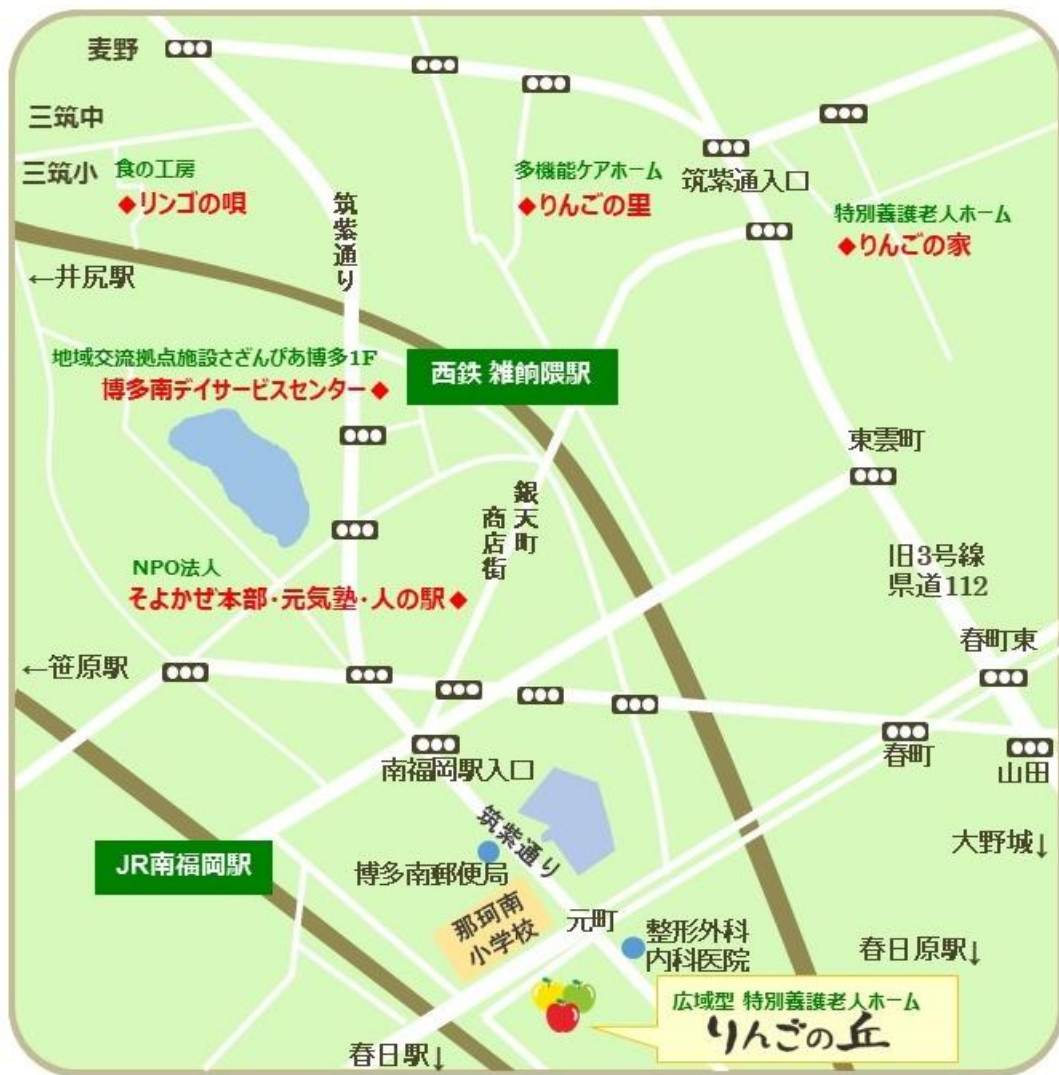 麦野
三筑中
三筑小
食の工房
◆リンゴの唄
筑紫通り
多機能ケアホーム
◆りんごの里
筑紫通入口
特別養護老人ホーム
◆りんごの家
←井尻駅
地域交流拠点施設さざんぴあ博多1F
博多南デイサービスセンター◆
西鉄 雑餉隈駅
東雲町
銀天町
商店街
旧3号線
県道112
NPO法人
そよかぜ本部・元気塾・人の駅◆
春町東
←笹原駅
春町
山田
南福岡駅入口
筑紫通り
大野城↓
JR南福岡駅
博多南郵便局
那珂南
小学校
元町
整形外科
内科医院
春日原駅↓
広域型 特別養護老人ホーム
りんごの丘
春日駅↓